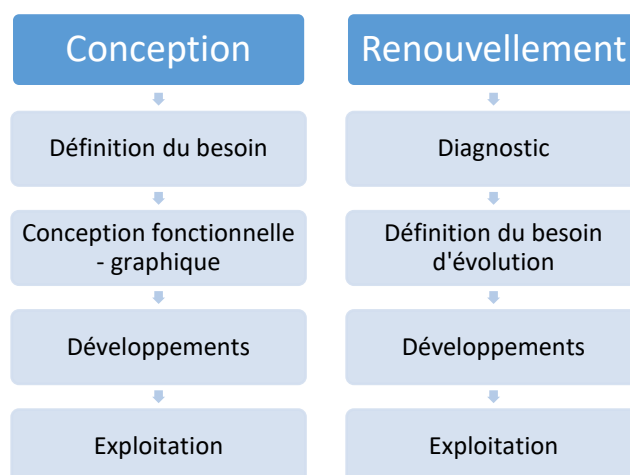 Conception
Définition du besoin
Conception fonctionnelle
- graphique
Développements
Exploitation
Renouvellement
Diagnostic
Définition du besoin
d'évolution
Développements
Exploitation